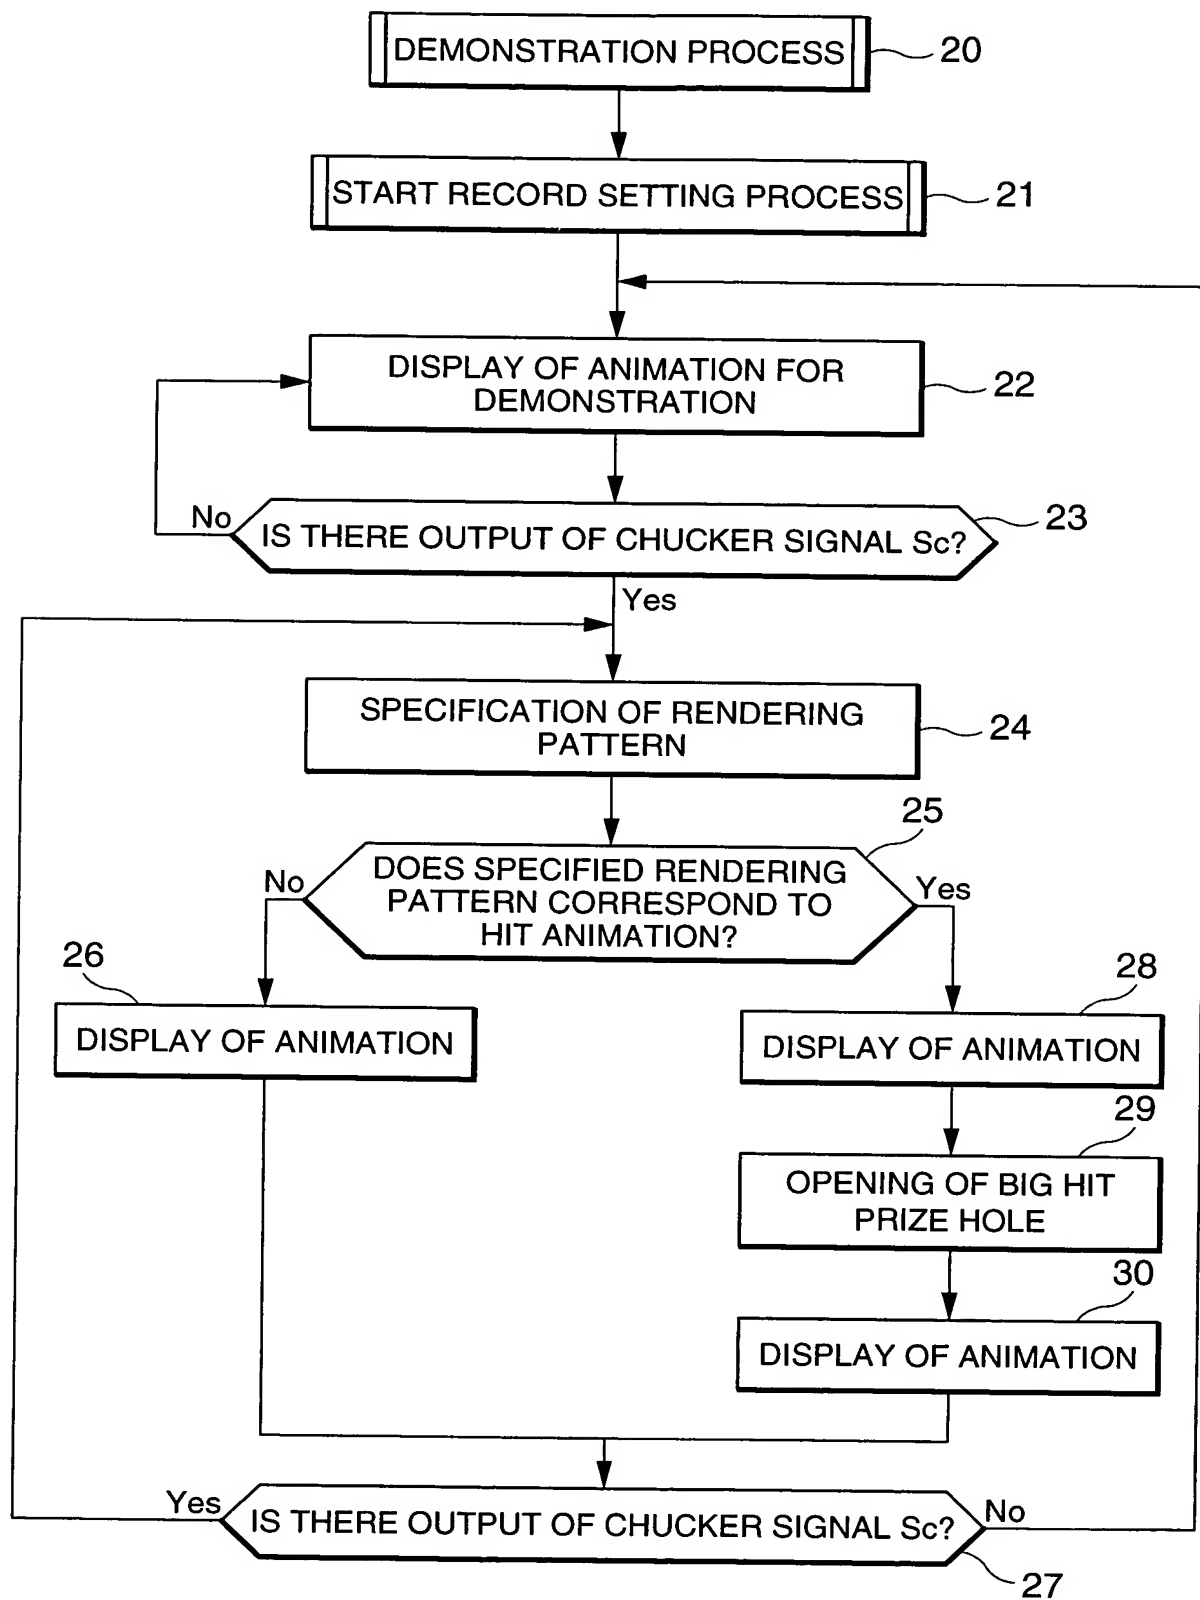 DEMONSTRATION PROCESS
20
START RECORD SETTING PROCESS
21
DISPLAY OF ANIMATION FOR
DEMONSTRATION
22
No
IS THERE OUTPUT OF CHUCKER SIGNAL Sc?
23
Yes
SPECIFICATION OF RENDERING
PATTERN
24
25
No
DOES SPECIFIED RENDERING
PATTERN CORRESPOND TO
HIT ANIMATION?
Yes
26
DISPLAY OF ANIMATION
28
DISPLAY OF ANIMATION
29
OPENING OF BIG HIT
PRIZE HOLE
30
DISPLAY OF ANIMATION
Yes
IS THERE OUTPUT OF CHUCKER SIGNAL Sc?
No
27